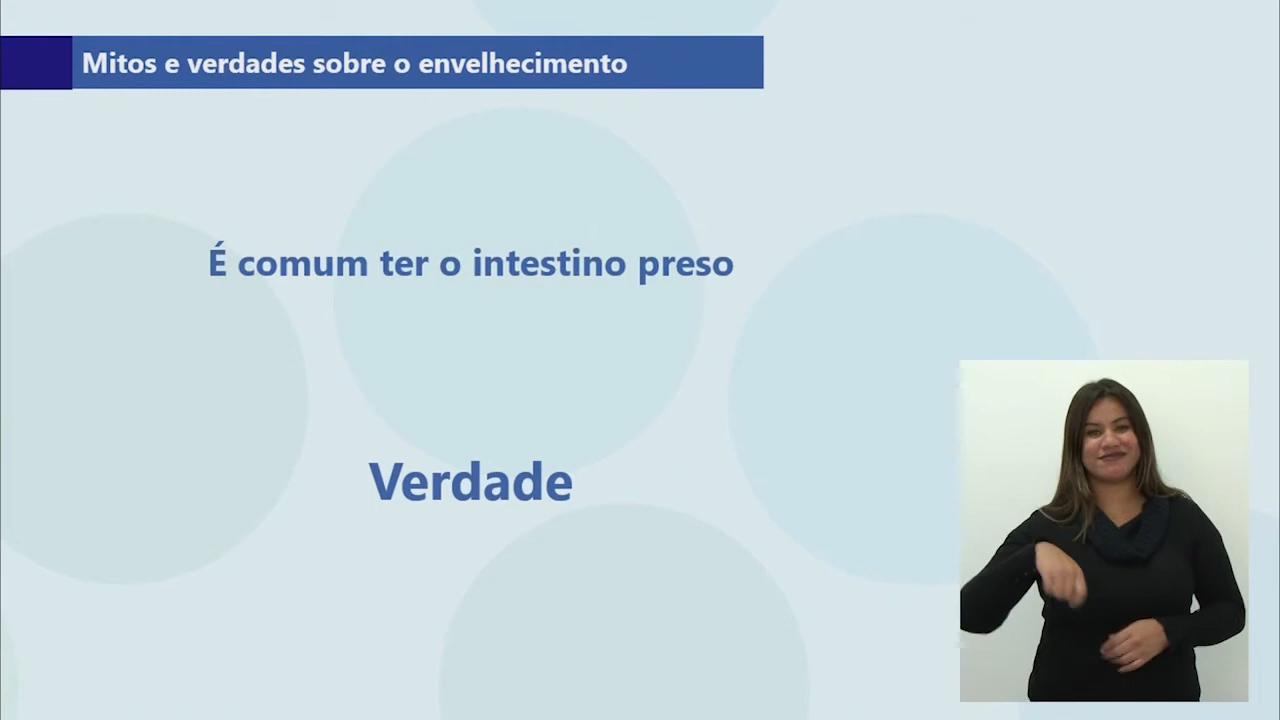 Mitos e verdades sobre o envelhecimento
É comum ter o intestino preso
Verdade